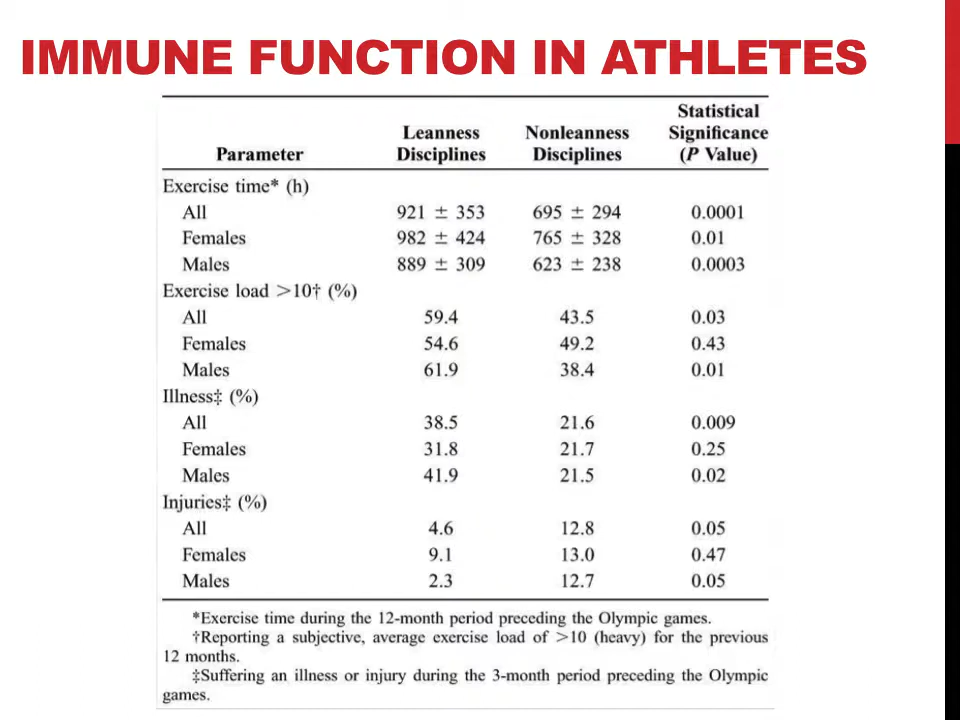 IMMUNE FUNCTION IN ATHLETES
Parameter Leanness Disciplines Nonleanness Disciplines Statistical Significance (P Value)
Exercise time* (h)
All 921 ± 353 695 ± 294 0.0001
Females 982 ± 424 765 ± 328 0.01
Males 889 ± 309 623 ± 238 0.0003
Exercise load >10† (%)
All 59.4 43.5 0.03
Females 54.6 49.2 0.43
Males 61.9 38.4 0.01
Illness‡ (%)
All 38.5 21.6 0.009
Females 31.8 21.7 0.25
Males 41.9 21.5 0.02
Injuries‡ (%)
All 4.6 12.8 0.05
Females 9.1 13.0 0.47
Males 2.3 12.7 0.05
*Exercise time during the 12-month period preceding the Olympic games.
†Reporting a subjective, average exercise load of >10 (heavy) for the previous
12 months.
‡Suffering an illness or injury during the 3-month period preceding the Olympic
games.